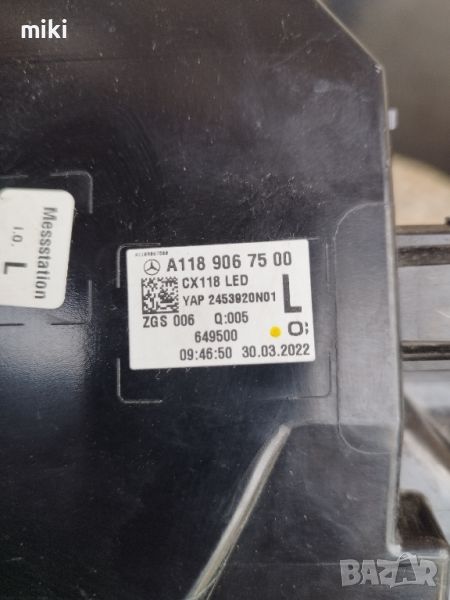 miki
Messstation
i.O. L
A118 906 75 00
CX118 LED
YAP 2453920N01
L
ZGS 006 Q:005
649500
09:46:50 30.03.2022
BAZAR